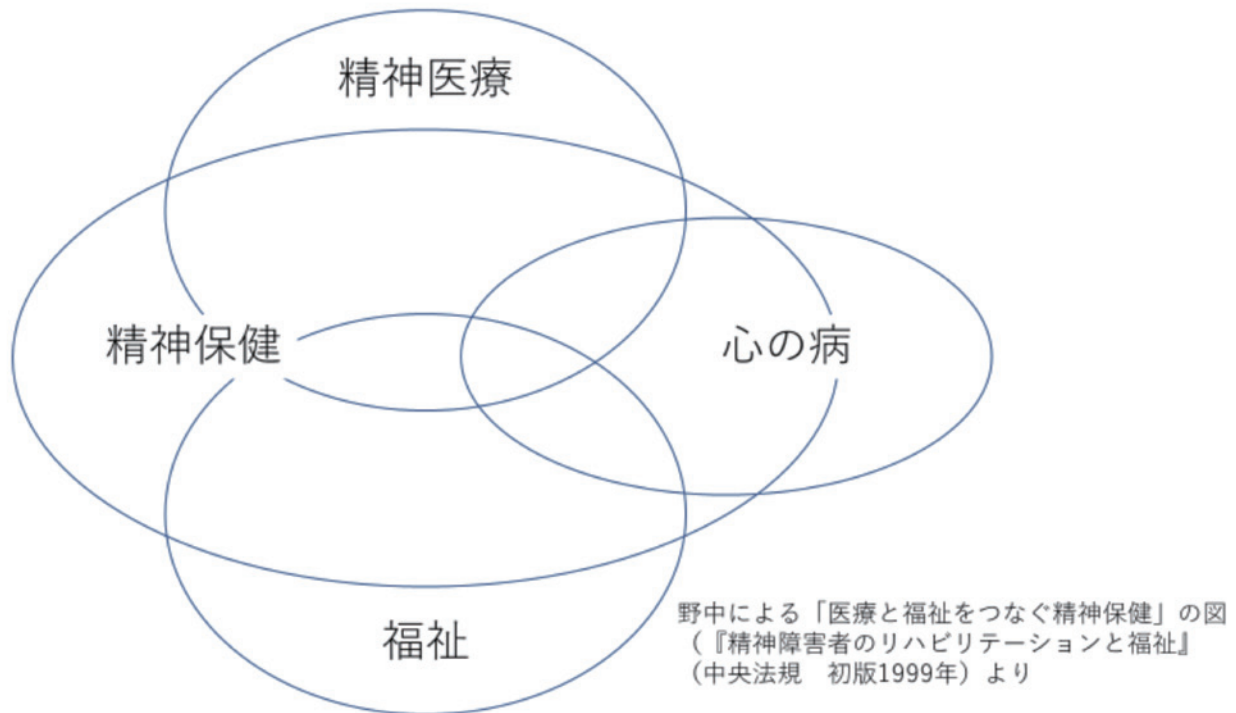 精神医療
精神保健
心の病
福祉
野中による「医療と福祉をつなぐ精神保健」の図
(『精神障害者のリハビリテーションと福祉』
(中央法規　初版1999年)より